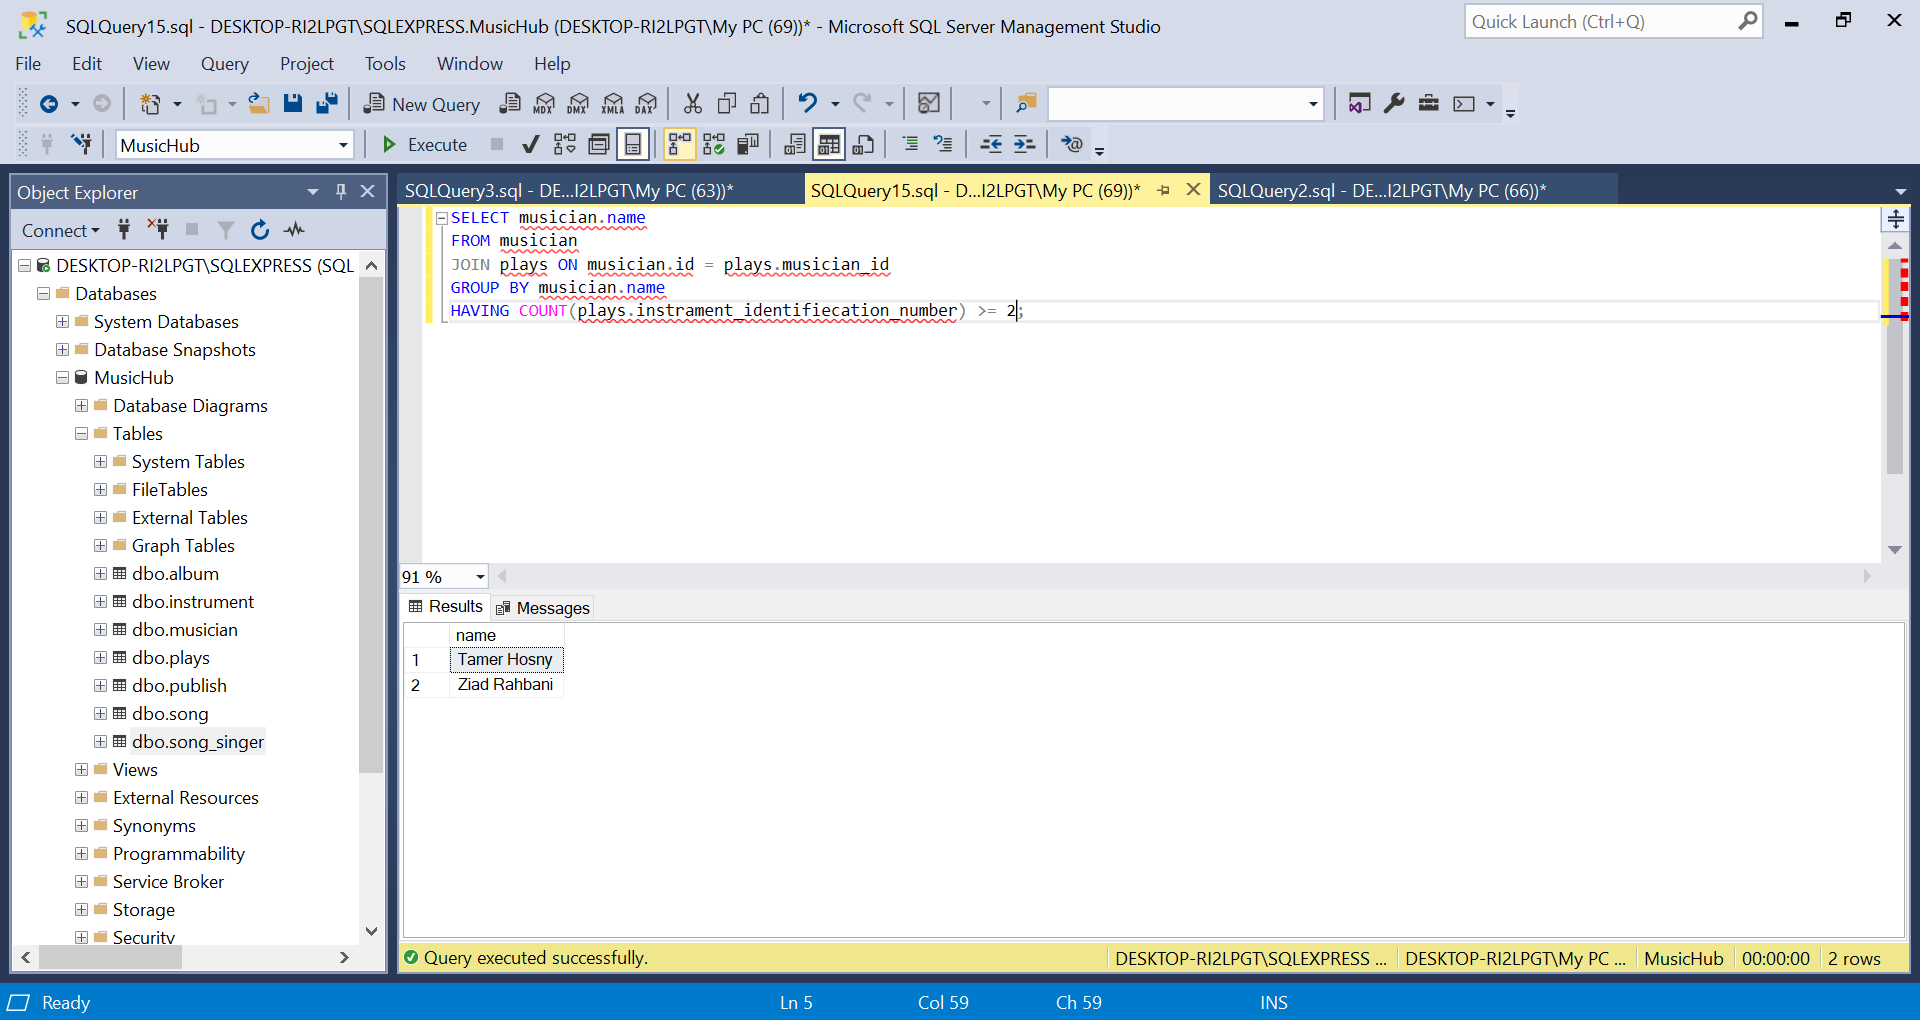 SQLQuery15.sql - DESKTOP-RI2LPGT\SQLEXPRESS.MusicHub (DESKTOP-RI2LPGT\My PC (69))* - Microsoft SQL Server Management Studio
Quick Launch (Ctrl+Q)
File Edit View Query Project Tools Window Help
New Query MDX DMX XMLA DAX
MusicHub Execute
Object Explorer
SQLQuery3.sql - DE...I2LPGT\My PC (63))* SQLQuery15.sql - D...I2LPGT\My PC (69))* SQLQuery2.sql - DE...I2LPGT\My PC (66))*
Connect
DESKTOP-RI2LPGT\SQLEXPRESS (SQL
Databases
System Databases
Database Snapshots
MusicHub
Database Diagrams
Tables
System Tables
FileTables
External Tables
Graph Tables
dbo.album
dbo.instrument
dbo.musician
dbo.plays
dbo.publish
dbo.song
dbo.song_singer
Views
External Resources
Synonyms
Programmability
Service Broker
Storage
Security
SELECT musician.name
FROM musician
JOIN plays ON musician.id = plays.musician_id
GROUP BY musician.name
HAVING COUNT(plays.instrament_identifiecation_number) >= 2;
91 %
Results Messages
name
1 Tamer Hosny
2 Ziad Rahbani
Query executed successfully. DESKTOP-RI2LPGT\SQLEXPRESS ... DESKTOP-RI2LPGT\My PC ... MusicHub 00:00:00 2 rows
Ready Ln 5 Col 59 Ch 59 INS